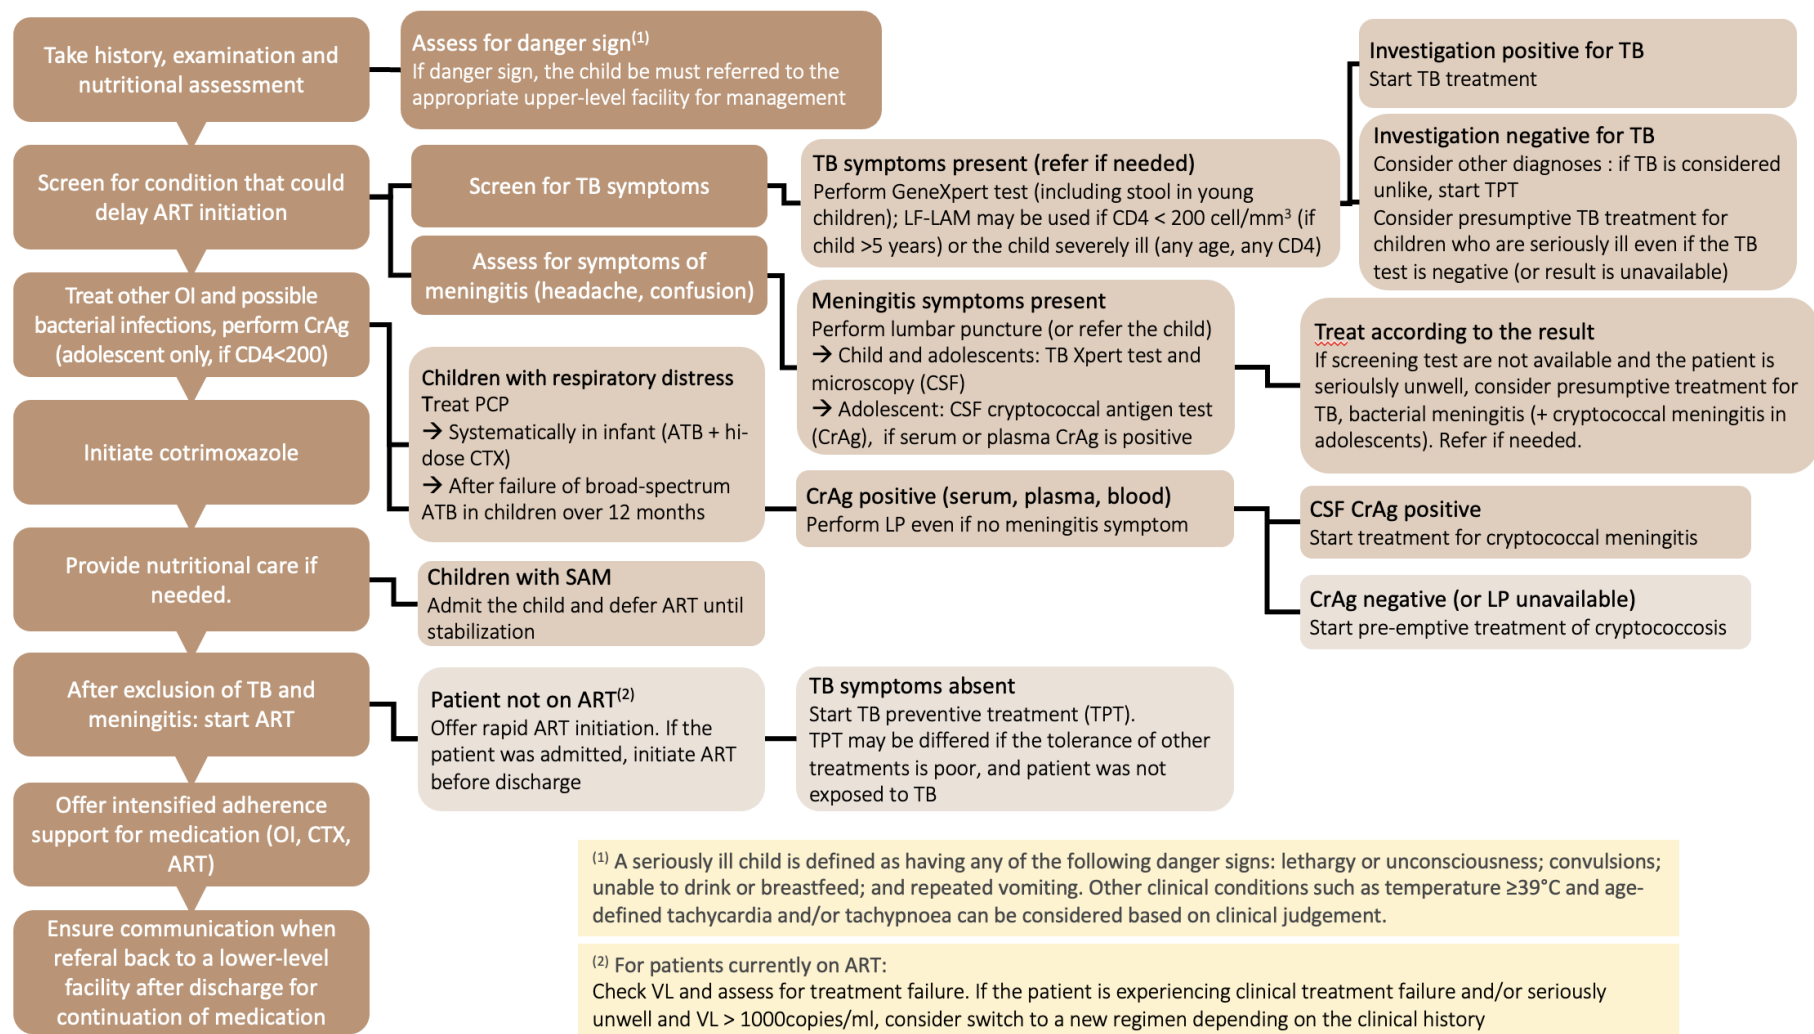 Take history, examination and
nutritional assessment
Assess for danger sign(1)
If danger sign, the child be must referred to the
appropriate upper-level facility for management
Screen for condition that could
delay ART initiation
Screen for TB symptoms
Assess for symptoms of
meningitis (headache, confusion)
TB symptoms present (refer if needed)
Perform GeneXpert test (including stool in young
children); LF-LAM may be used if CD4 < 200 cell/mm3 (if
child >5 years) or the child severely ill (any age, any CD4)
Investigation positive for TB
Start TB treatment
Investigation negative for TB
Consider other diagnoses : if TB is considered
unlike, start TPT
Consider presumptive TB treatment for
children who are seriously ill even if the TB
test is negative (or result is unavailable)
Meningitis symptoms present
Perform lumbar puncture (or refer the child)
→ Child and adolescents: TB Xpert test and
microscopy (CSF)
→ Adolescent: CSF cryptococcal antigen test
(CrAg), if serum or plasma CrAg is positive
Treat according to the result
If screening test are not available and the patient is
serioulsly unwell, consider presumptive treatment for
TB, bacterial meningitis (+ cryptococcal meningitis in
adolescents). Refer if needed.
Treat other OI and possible
bacterial infections, perform CrAg
(adolescent only, if CD4<200)
Children with respiratory distress
Treat PCP
→ Systematically in infant (ATB + hi-
dose CTX)
→ After failure of broad-spectrum
ATB in children over 12 months
CrAg positive (serum, plasma, blood)
Perform LP even if no meningitis symptom
CSF CrAg positive
Start treatment for cryptococcal meningitis
CrAg negative (or LP unavailable)
Start pre-emptive treatment of cryptococcosis
Initiate cotrimoxazole
Provide nutritional care if
needed.
Children with SAM
Admit the child and defer ART until
stabilization
After exclusion of TB and
meningitis: start ART
Patient not on ART(2)
Offer rapid ART initiation. If the
patient was admitted, initiate ART
before discharge
TB symptoms absent
Start TB preventive treatment (TPT).
TPT may be differed if the tolerance of other
treatments is poor, and patient was not
exposed to TB
Offer intensified adherence
support for medication (OI, CTX,
ART)
Ensure communication when
referal back to a lower-level
facility after discharge for
continuation of medication
(1) A seriously ill child is defined as having any of the following danger signs: lethargy or unconsciousness; convulsions;
unable to drink or breastfeed; and repeated vomiting. Other clinical conditions such as temperature ≥39°C and age-
defined tachycardia and/or tachypnoea can be considered based on clinical judgement.
(2) For patients currently on ART:
Check VL and assess for treatment failure. If the patient is experiencing clinical treatment failure and/or seriously
unwell and VL > 1000copies/ml, consider switch to a new regimen depending on the clinical history